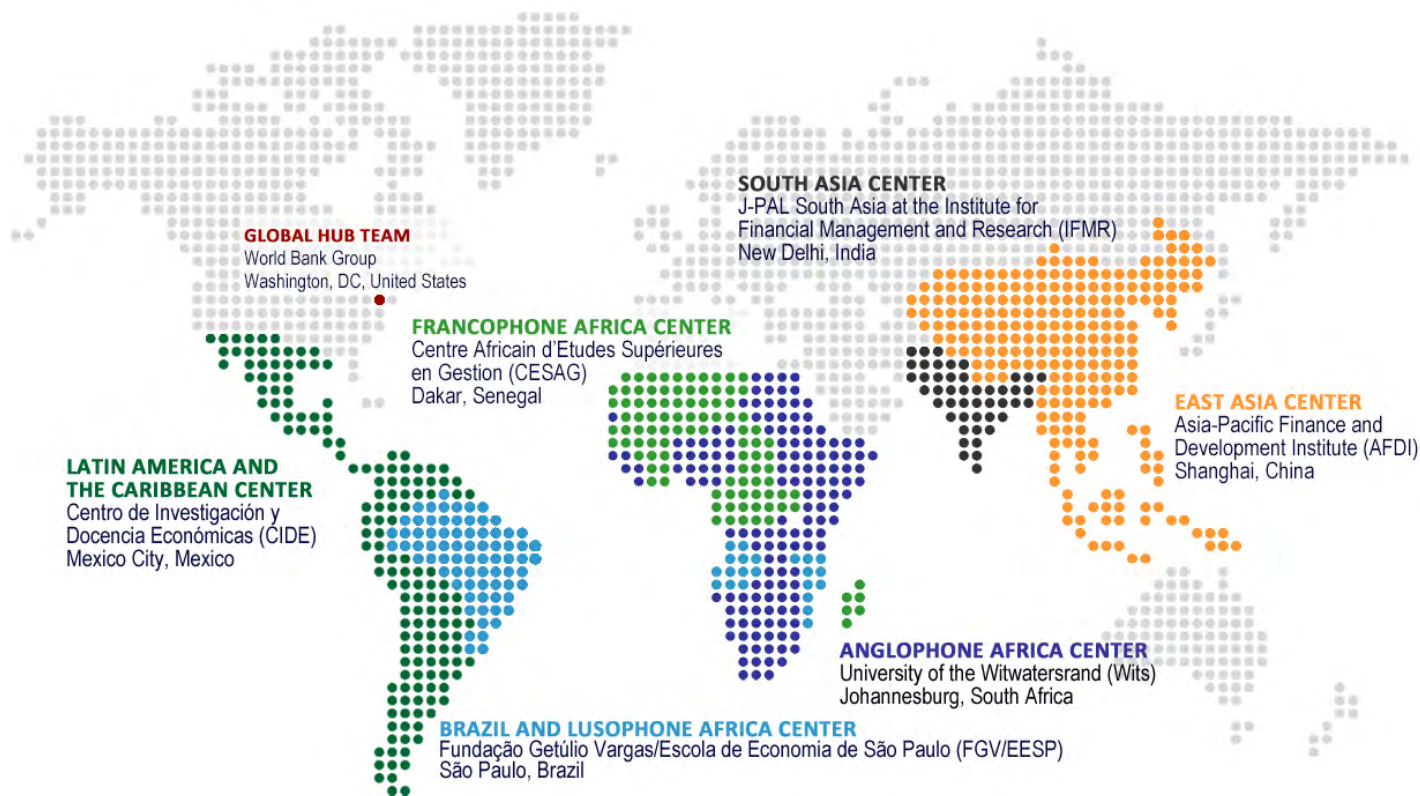 SOUTH ASIA CENTER
J-PAL South Asia at the Institute for
Financial Management and Research (IFMR)
New Delhi, India
GLOBAL HUB TEAM
World Bank Group
Washington, DC, United States
FRANCOPHONE AFRICA CENTER
Centre Africain d’Etudes Supérieures
en Gestion (CESAG)
Dakar, Senegal
EAST ASIA CENTER
Asia-Pacific Finance and
Development Institute (AFDI)
Shanghai, China
LATIN AMERICA AND
THE CARIBBEAN CENTER
Centro de Investigación y
Docencia Económicas (CIDE)
Mexico City, Mexico
ANGLOPHONE AFRICA CENTER
University of the Witwatersrand (Wits)
Johannesburg, South Africa
BRAZIL AND LUSOPHONE AFRICA CENTER
Fundação Getúlio Vargas/Escola de Economia de São Paulo (FGV/EESP)
São Paulo, Brazil